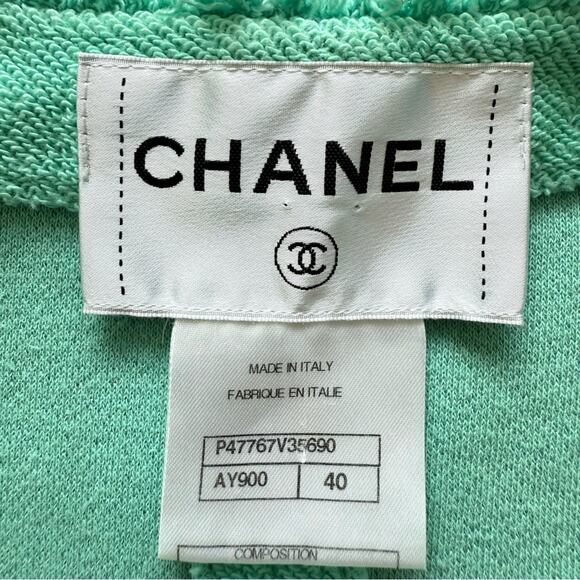 CHANEL
MADE IN ITALY
FABRIQUE EN ITALIE
P47767V35690
AY900 40
COMPOSITION